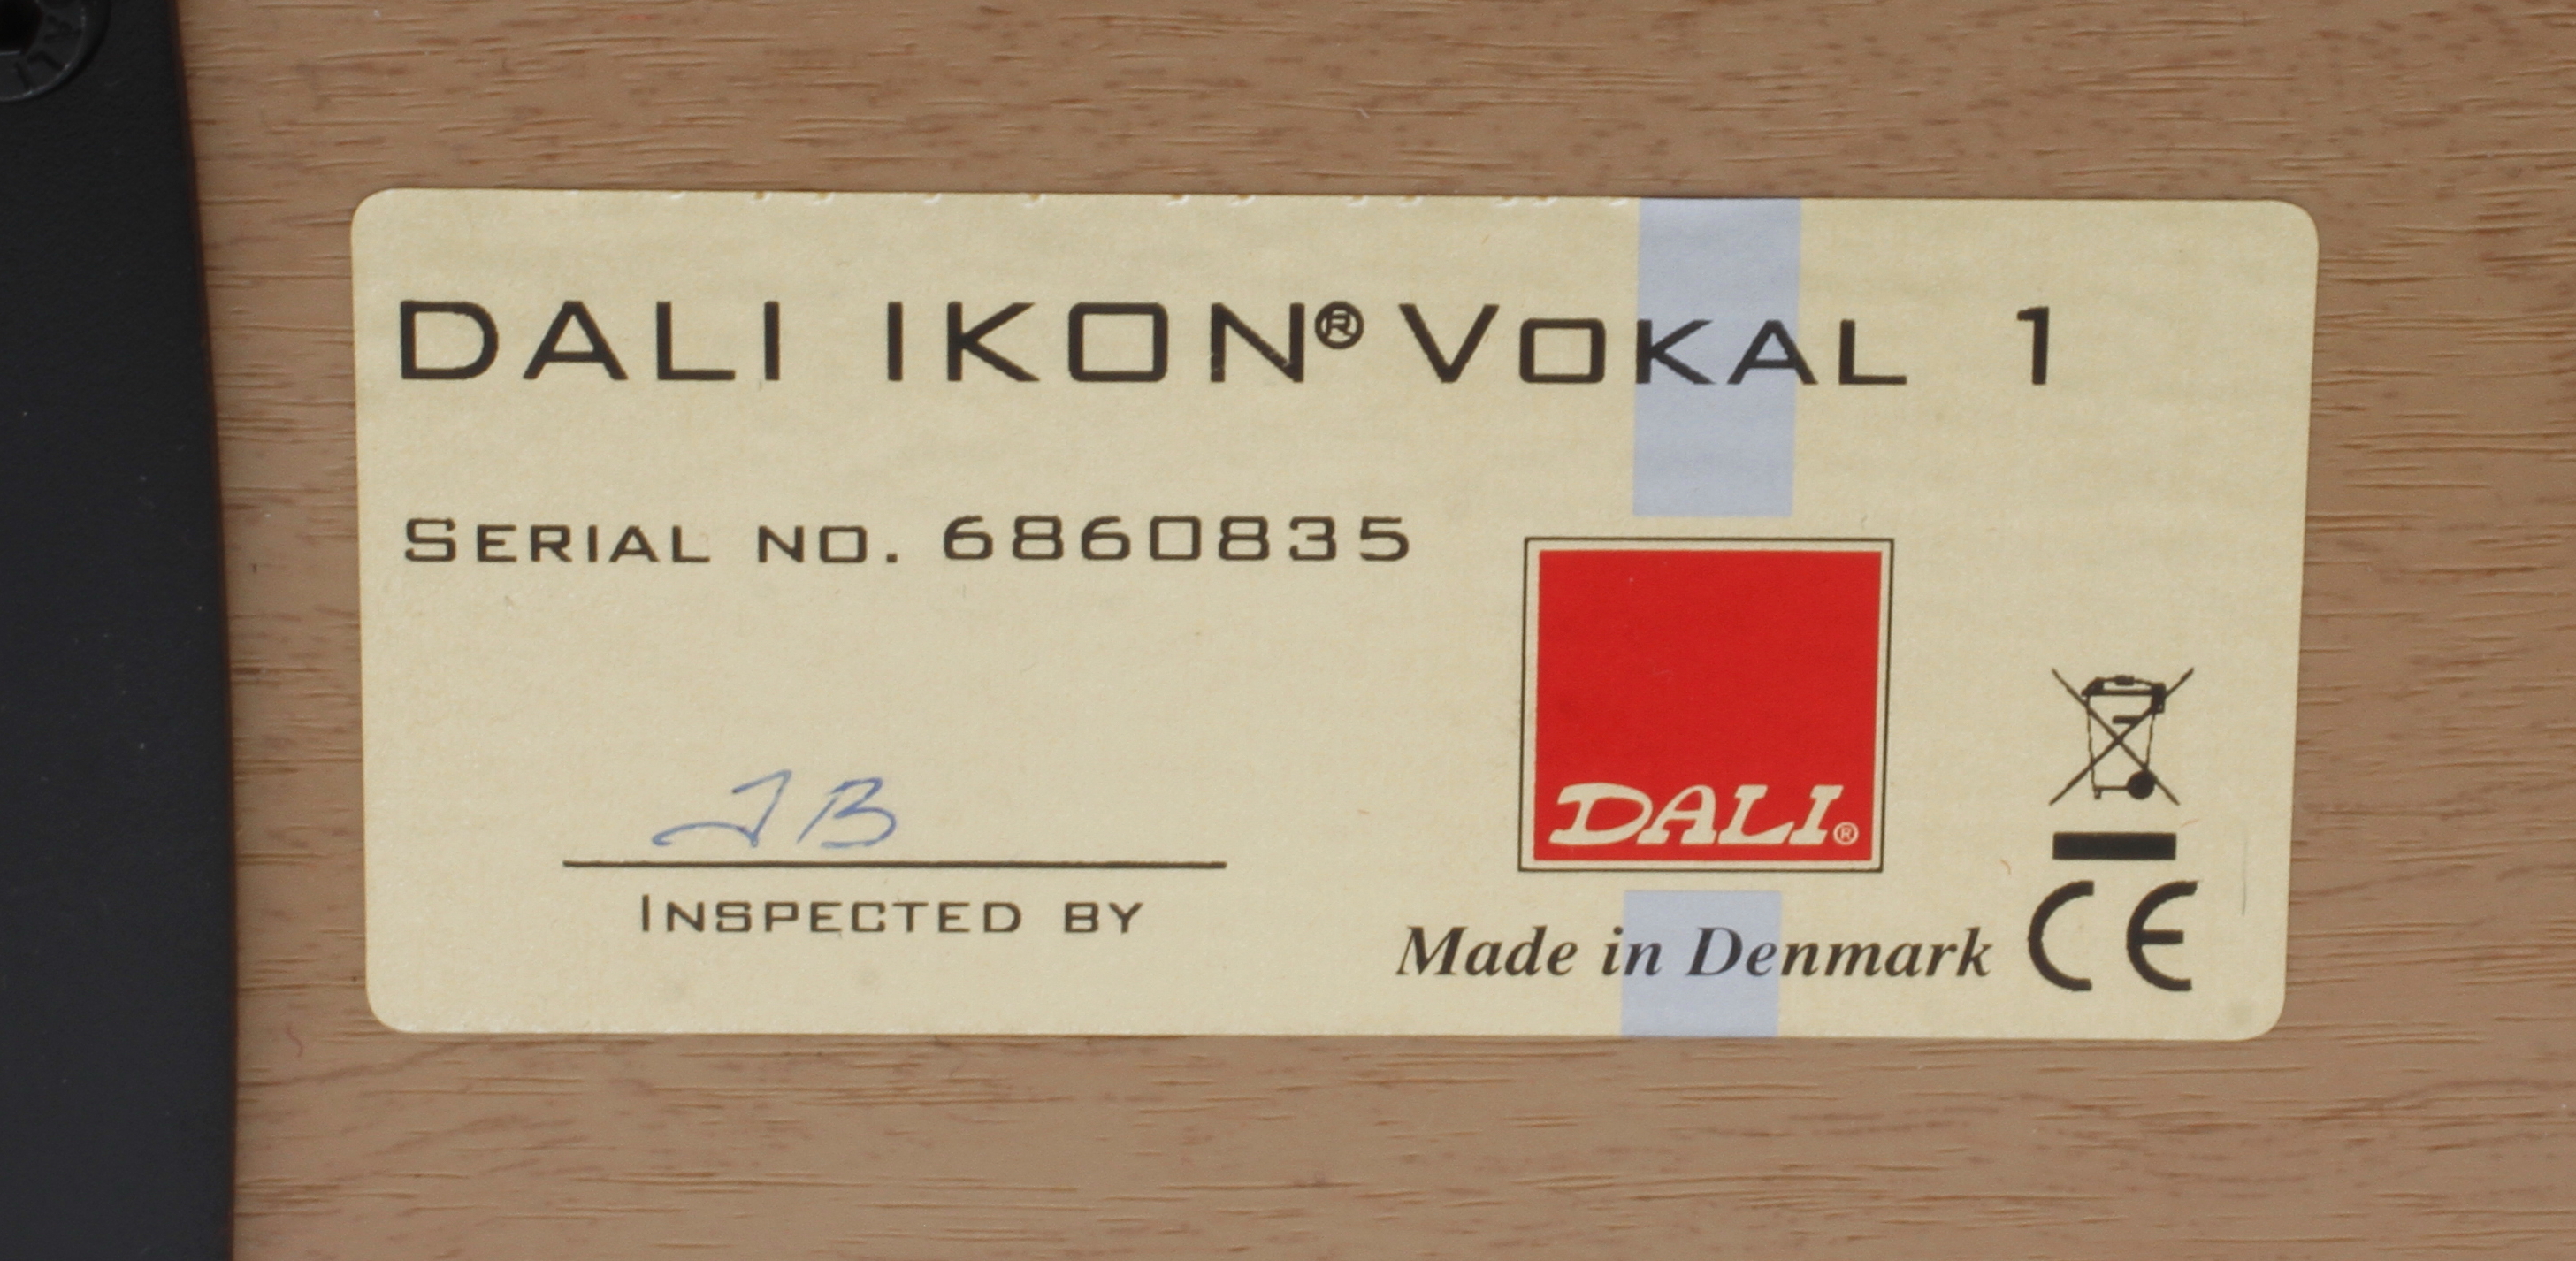 DALI IKON® VOKAL 1
SERIAL NO. 6860835
JB
INSPECTED BY
DALI®
Made in Denmark
CE